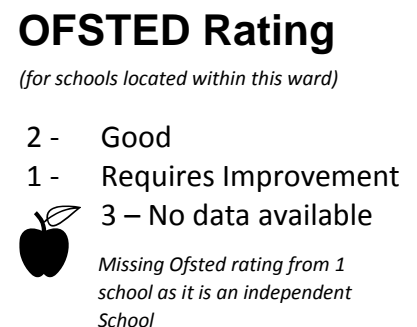 OFSTED Rating
(for schools located within this ward)
2 - Good
1 - Requires Improvement
3 – No data available
Missing Ofsted rating from 1
school as it is an independent
School